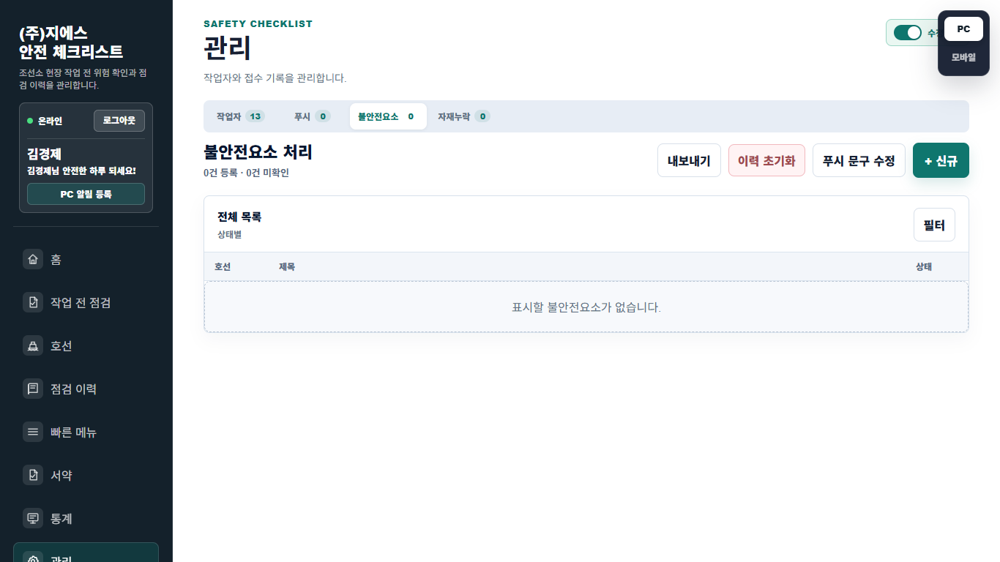 (주)지에스
안전 체크리스트
조선소 현장 작업 전 위험 확인과 점
검 이력을 관리합니다.
온라인
로그아웃
김경제
김경제님 안전한 하루 되세요!
PC 알림 등록
홈
작업 전 점검
호선
점검 이력
빠른 메뉴
서약
통계
관리
SAFETY CHECKLIST
관리
작업자와 접수 기록을 관리합니다.
PC
모바일
작업자 13 푸시 0 불안전요소 0 자재누락 0
불안전요소 처리
0건 등록 · 0건 미확인
내보내기 이력 초기화 푸시 문구 수정 + 신규
전체 목록
상태별
필터
호선 제목 상태
표시할 불안전요소가 없습니다.